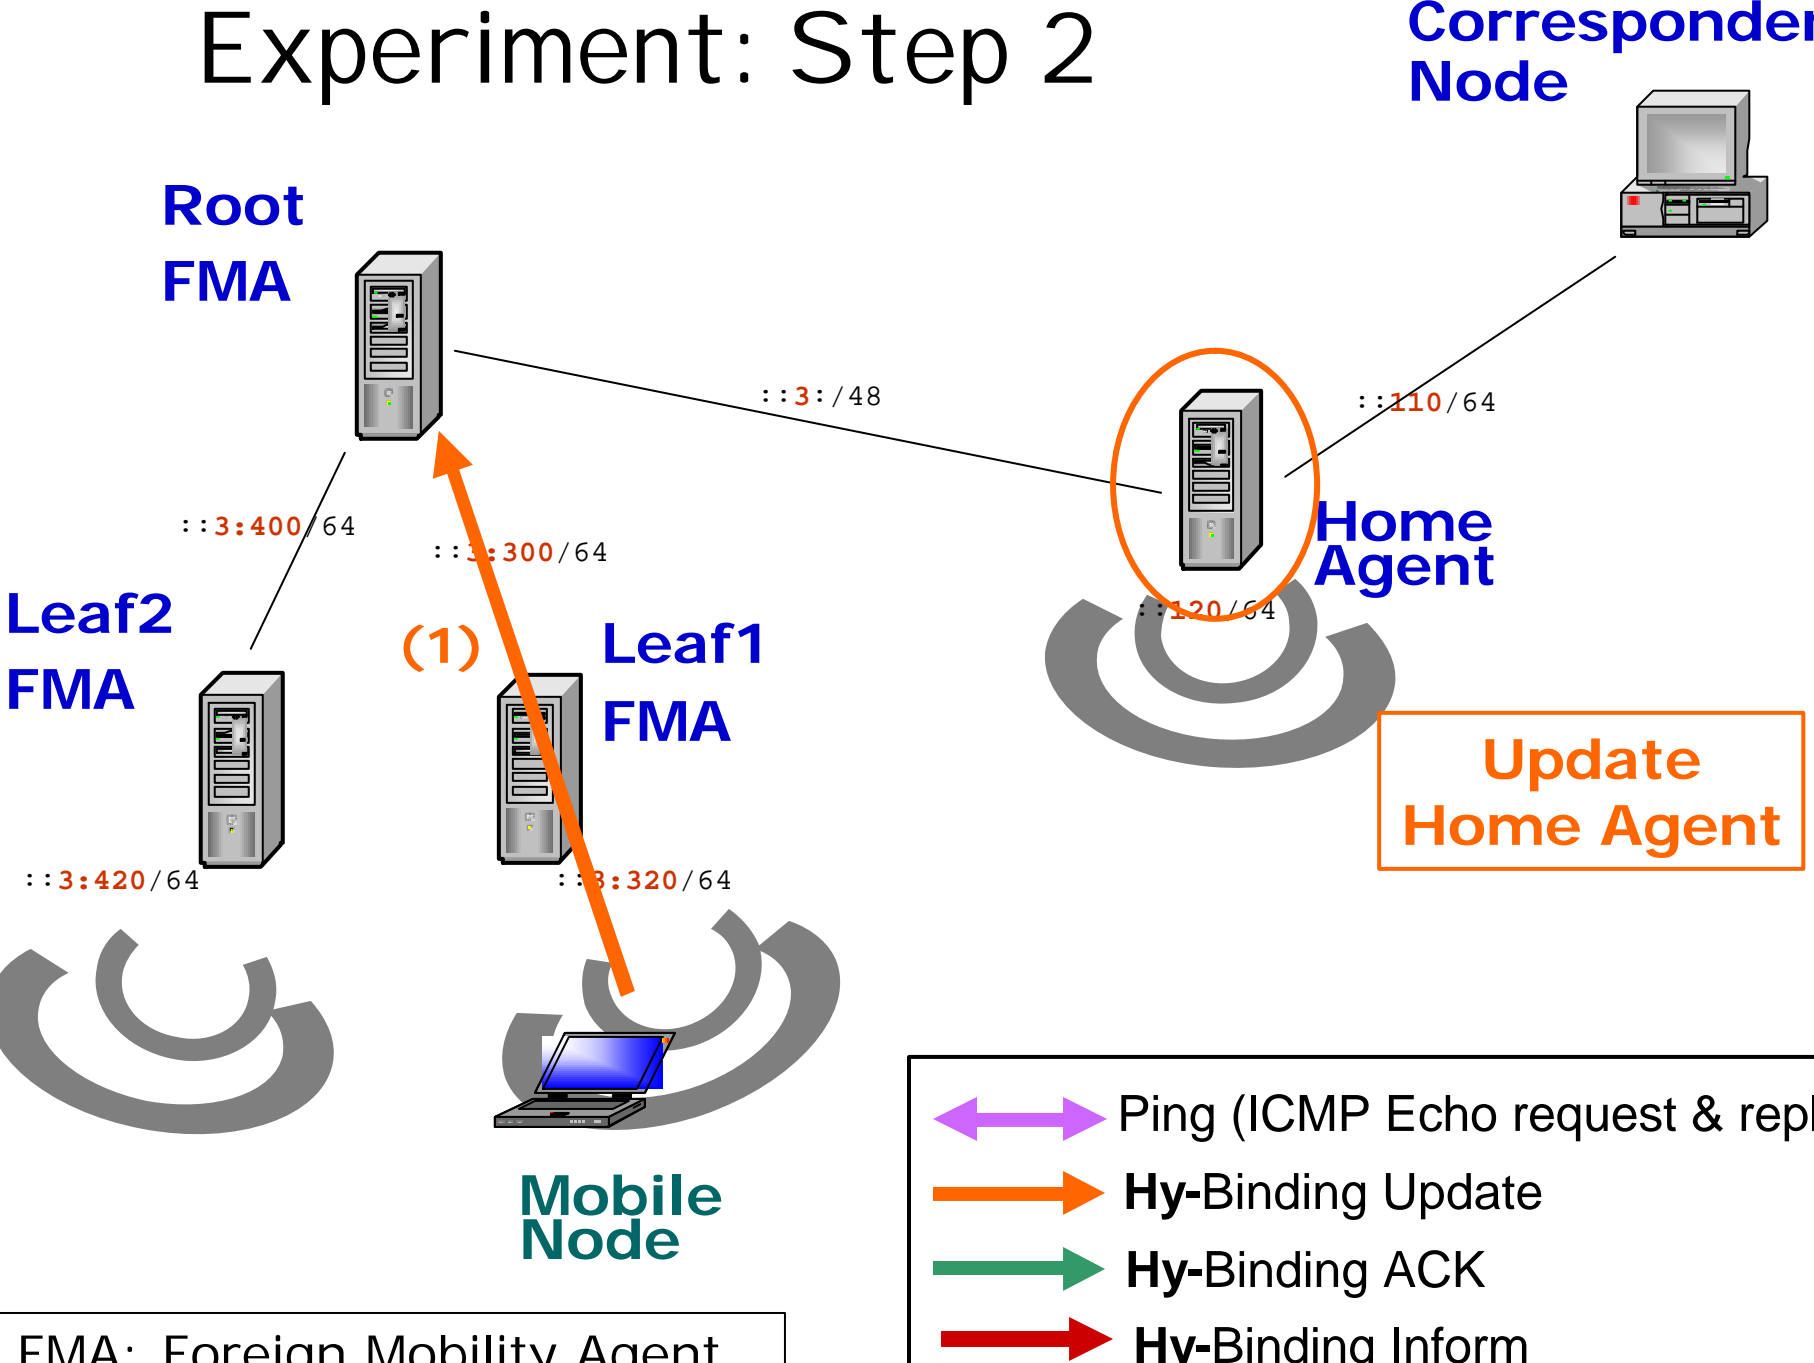 Experiment: Step 2
Node
Root
FMA
::3:/48
::110/64
::3:400/64
::3:300/64
Home
Agent
Leaf2
FMA
(1)
Leaf1
FMA
::120/64
Update
Home Agent
::3:420/64
::3:320/64
Mobile
Node
Ping (ICMP Echo request &
Hy-Binding Update
Hy-Binding ACK
Hy-Binding Inform
FMA: Foreign Mobility Agent